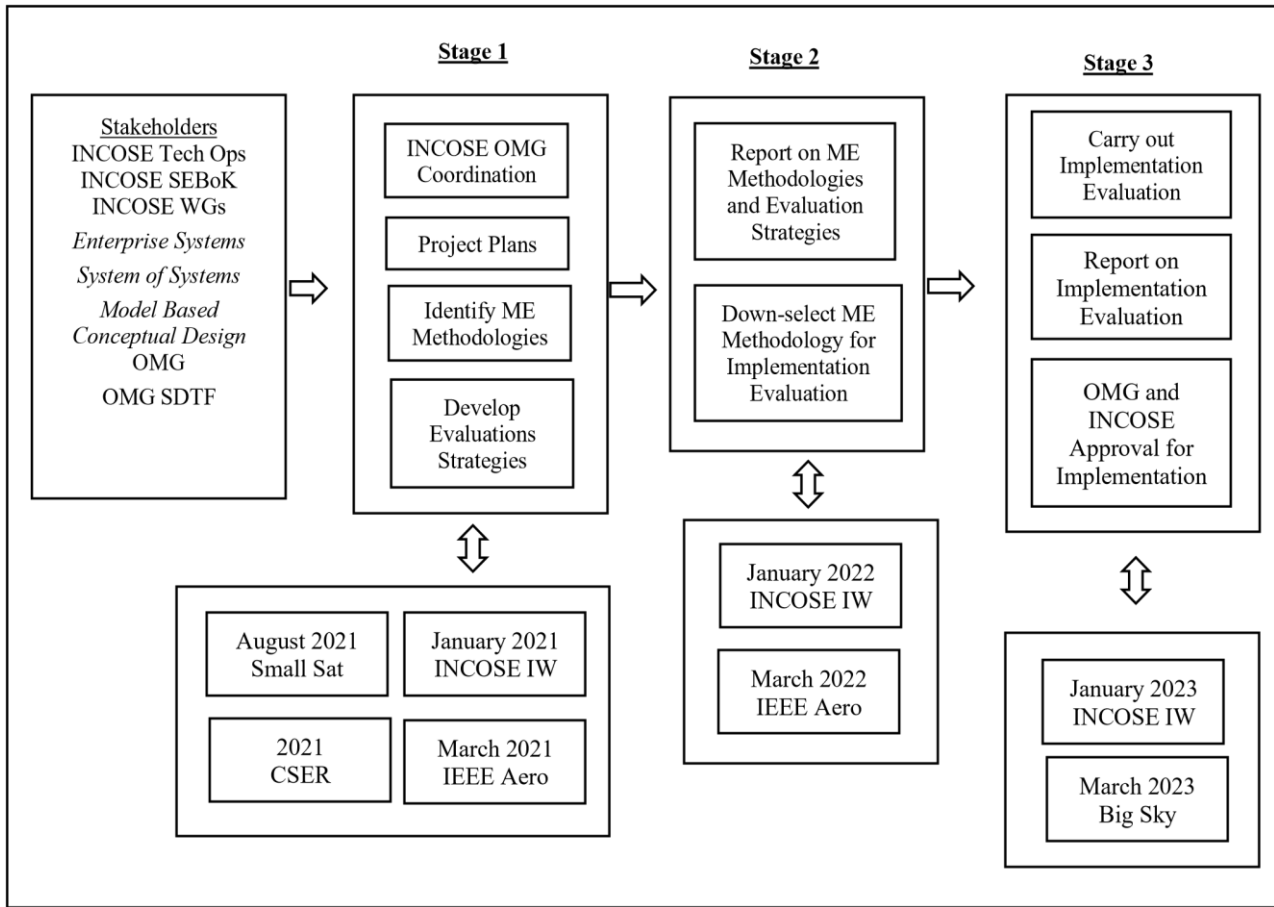 Stage 1
Stage 2
Stage 3
Stakeholders
INCOSE Tech Ops
INCOSE SEBoK
INCOSE WGs
Enterprise Systems
System of Systems
Model Based
Conceptual Design
OMG
OMG SDTF
INCOSE OMG
Coordination
Project Plans
Identify ME
Methodologies
Develop
Evaluations
Strategies
Report on ME
Methodologies
and Evaluation
Strategies
Down-select ME
Methodology for
Implementation
Evaluation
Carry out
Implementation
Evaluation
Report on
Implementation
Evaluation
OMG and
INCOSE
Approval for
Implementation
August 2021
Small Sat
January 2021
INCOSE IW
2021
CSER
March 2021
IEEE Aero
January 2022
INCOSE IW
March 2022
IEEE Aero
January 2023
INCOSE IW
March 2023
Big Sky